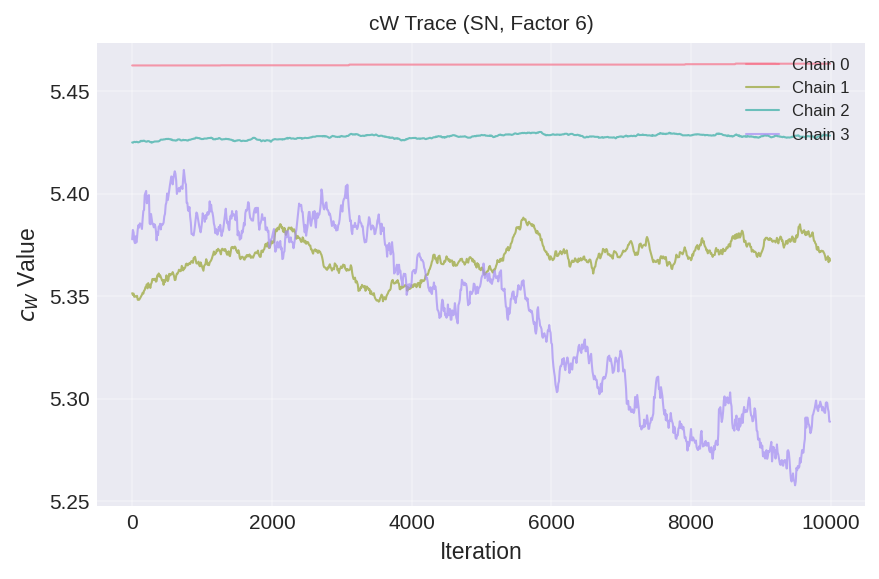 cW Trace (SN, Factor 6)
Chain 0
Chain 1
Chain 2
Chain 3
5.45
5.40
5.35
5.30
5.25
c_W Value
0 2000 4000 6000 8000 10000
Iteration